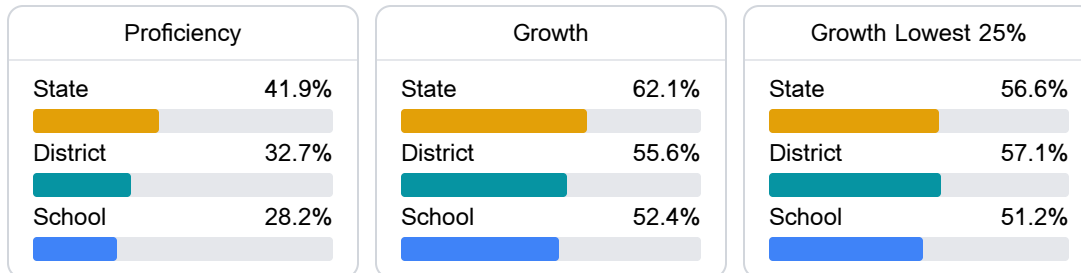 Proficiency
State 41.9%
District 32.7%
School 28.2%
Growth
State 62.1%
District 55.6%
School 52.4%
Growth Lowest 25%
State 56.6%
District 57.1%
School 51.2%